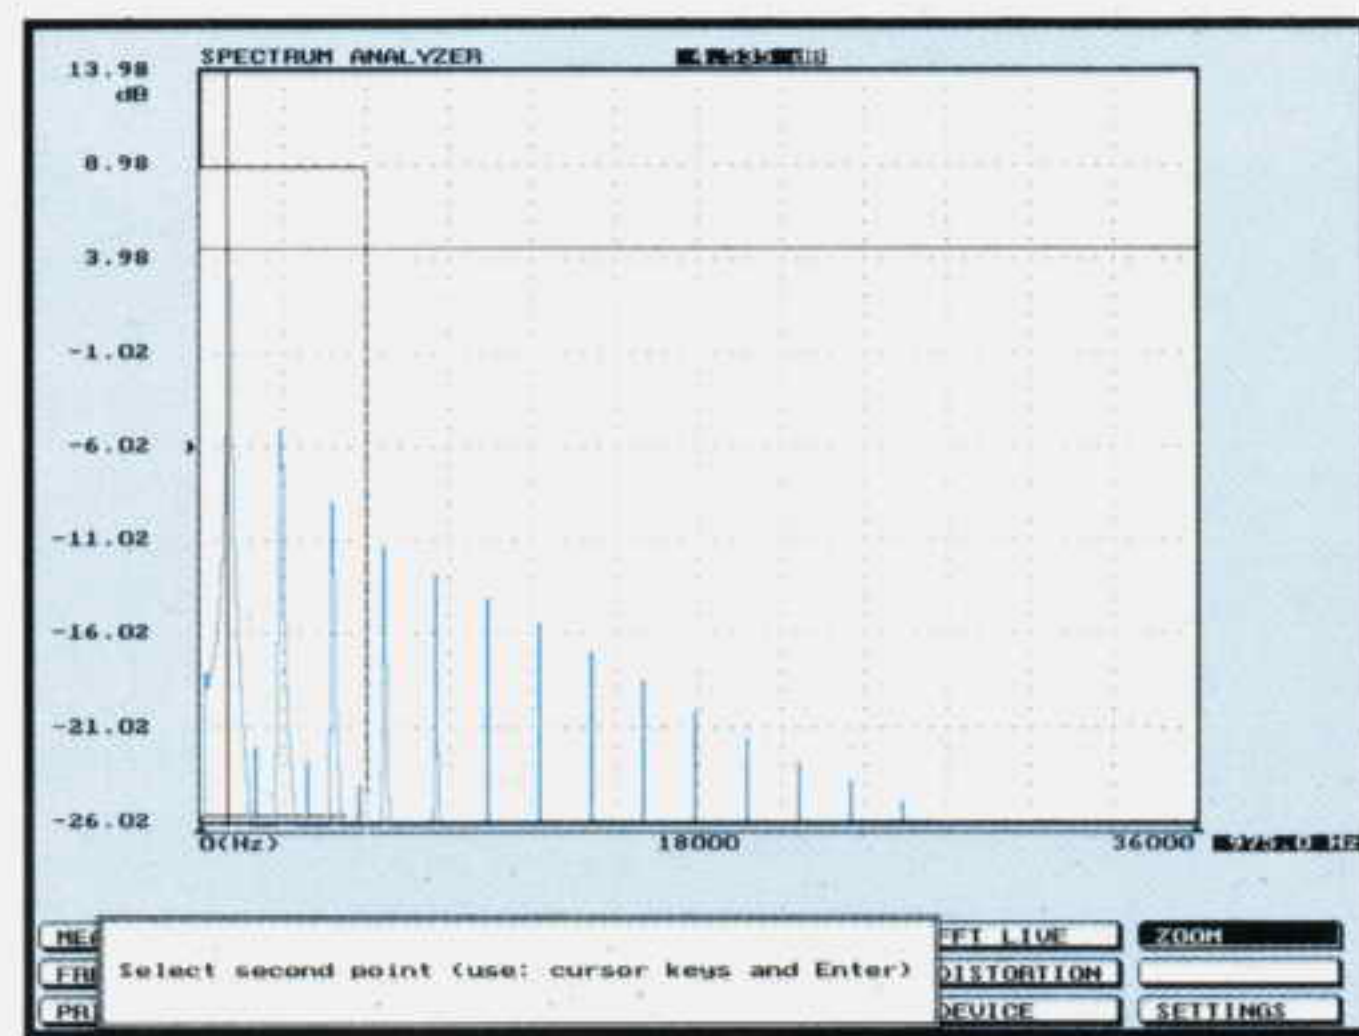 SPECTRUM ANALYZER
13.98
dB
8.98
3.98
-1.02
-6.02
-11.02
-16.02
-21.02
-26.02
0(Hz)
18000
36000
FFT LIVE
ZOOM
Select second point (use: cursor keys and Enter)
DISTORTION
DEVICE
SETTINGS